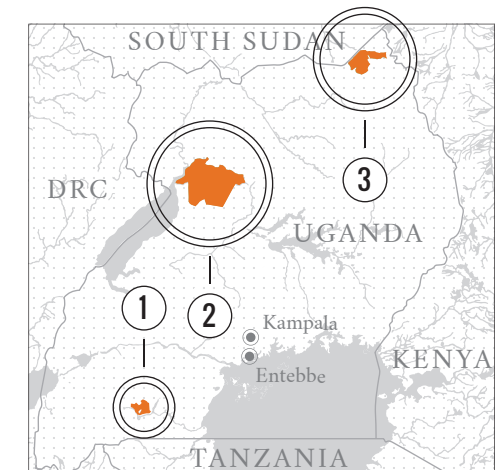 SOUTH SUDAN
3
DRC
UGANDA
1
2
Kampala
KENYA
Entebbe
TANZANIA